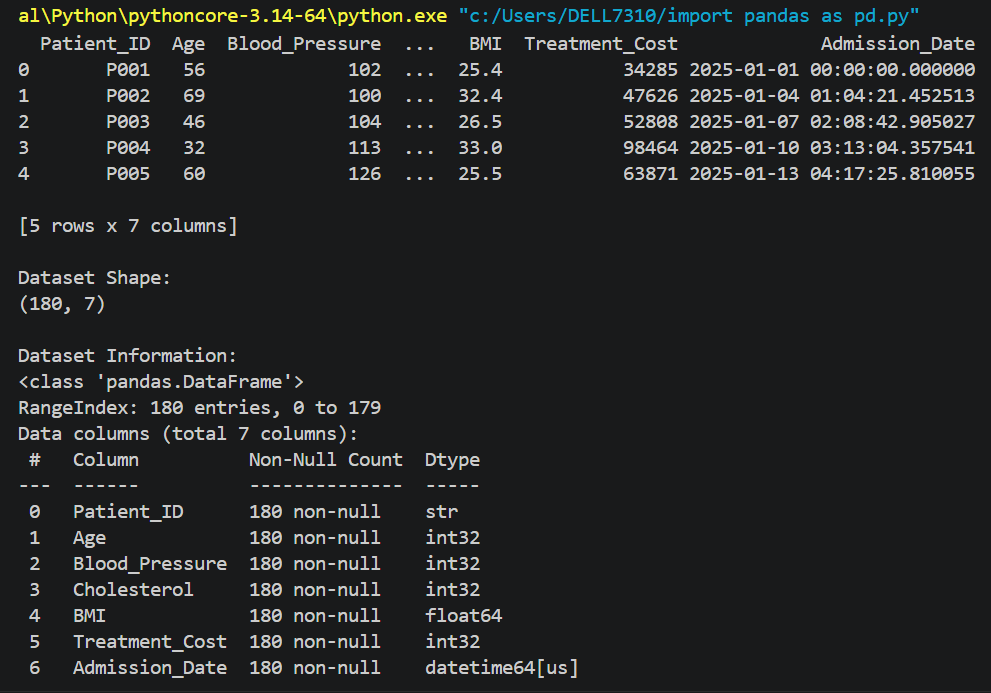 al\Python\pythoncore-3.14-64\python.exe "c:/Users/DELL7310/import pandas as pd.py"
  Patient_ID  Age  Blood_Pressure  ...   BMI  Treatment_Cost             Admission_Date
0       P001   56             102  ...  25.4           34285 2025-01-01 00:00:00.000000
1       P002   69             100  ...  32.4           47626 2025-01-04 01:04:21.452513
2       P003   46             104  ...  26.5           52808 2025-01-07 02:08:42.905027
3       P004   32             113  ...  33.0           98464 2025-01-10 03:13:04.357541
4       P005   60             126  ...  25.5           63871 2025-01-13 04:17:25.810055
[5 rows x 7 columns]
Dataset Shape:
(180, 7)
Dataset Information:
<class 'pandas.DataFrame'>
RangeIndex: 180 entries, 0 to 179
Data columns (total 7 columns):
 #   Column          Non-Null Count  Dtype
---  ------          --------------  -----
 0   Patient_ID      180 non-null    str
 1   Age             180 non-null    int32
 2   Blood_Pressure  180 non-null    int32
 3   Cholesterol     180 non-null    int32
 4   BMI             180 non-null    float64
 5   Treatment_Cost  180 non-null    int32
 6   Admission_Date  180 non-null    datetime64[us]